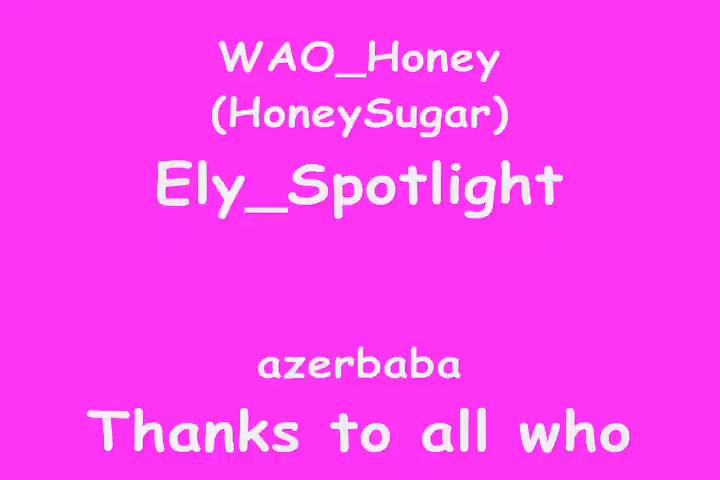 WAO_Honey
(HoneySugar)
Ely_Spotlight
azerbaba
Thanks to all who